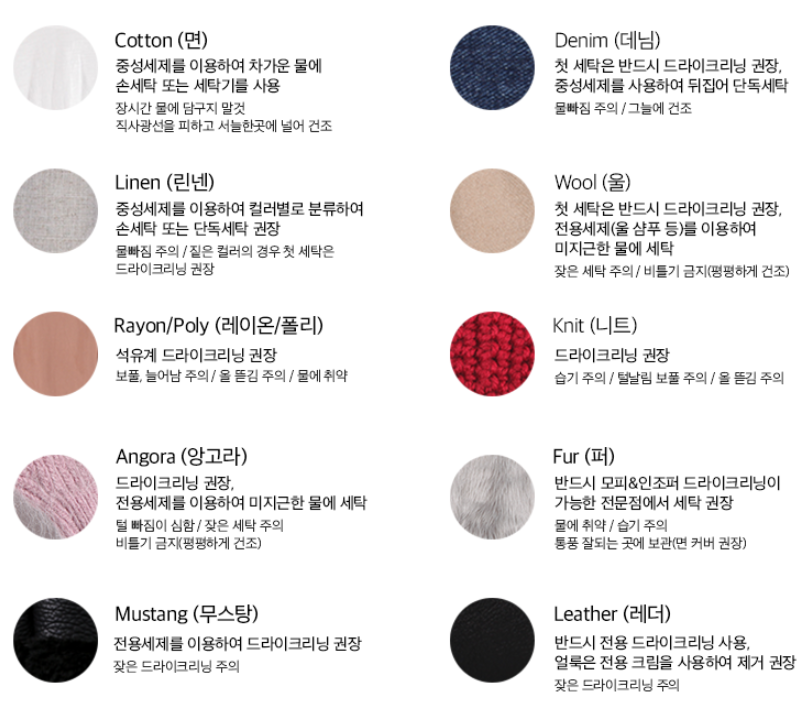 Cotton (면)
중성세제를 이용하여 차가운 물에
손세탁 또는 세탁기를 사용
장시간 물에 담구지 말것
직사광선을 피하고 서늘한곳에 널어 건조
Denim (데님)
첫 세탁은 반드시 드라이크리닝 권장,
중성세제를 사용하여 뒤집어 단독세탁
물빠짐 주의 / 그늘에 건조
Linen (린넨)
중성세제를 이용하여 컬러별로 분류하여
손세탁 또는 단독세탁 권장
물빠짐 주의 / 짙은 컬러의 경우 첫 세탁은
드라이크리닝 권장
Wool (울)
첫 세탁은 반드시 드라이크리닝 권장,
전용세제(울 샴푸 등)를 이용하여
미지근한 물에 세탁
잦은 세탁 주의 / 비틀기 금지(평평하게 건조)
Rayon/Poly (레이온/폴리)
석유계 드라이크리닝 권장
보풀, 늘어남 주의 / 올 뜯김 주의 / 물에 취약
Knit (니트)
드라이크리닝 권장
습기 주의 / 털날림 보풀 주의 / 올 뜯김 주의
Angora (앙고라)
드라이크리닝 권장,
전용세제를 이용하여 미지근한 물에 세탁
털 빠짐이 심함 / 잦은 세탁 주의
비틀기 금지(평평하게 건조)
Fur (퍼)
반드시 모피&인조퍼 드라이크리닝이
가능한 전문점에서 세탁 권장
물에 취약 / 습기 주의
통풍 잘되는 곳에 보관(면 커버 권장)
Mustang (무스탕)
전용세제를 이용하여 드라이크리닝 권장
잦은 드라이크리닝 주의
Leather (레더)
반드시 전용 드라이크리닝 사용,
얼룩은 전용 크림을 사용하여 제거 권장
잦은 드라이크리닝 주의